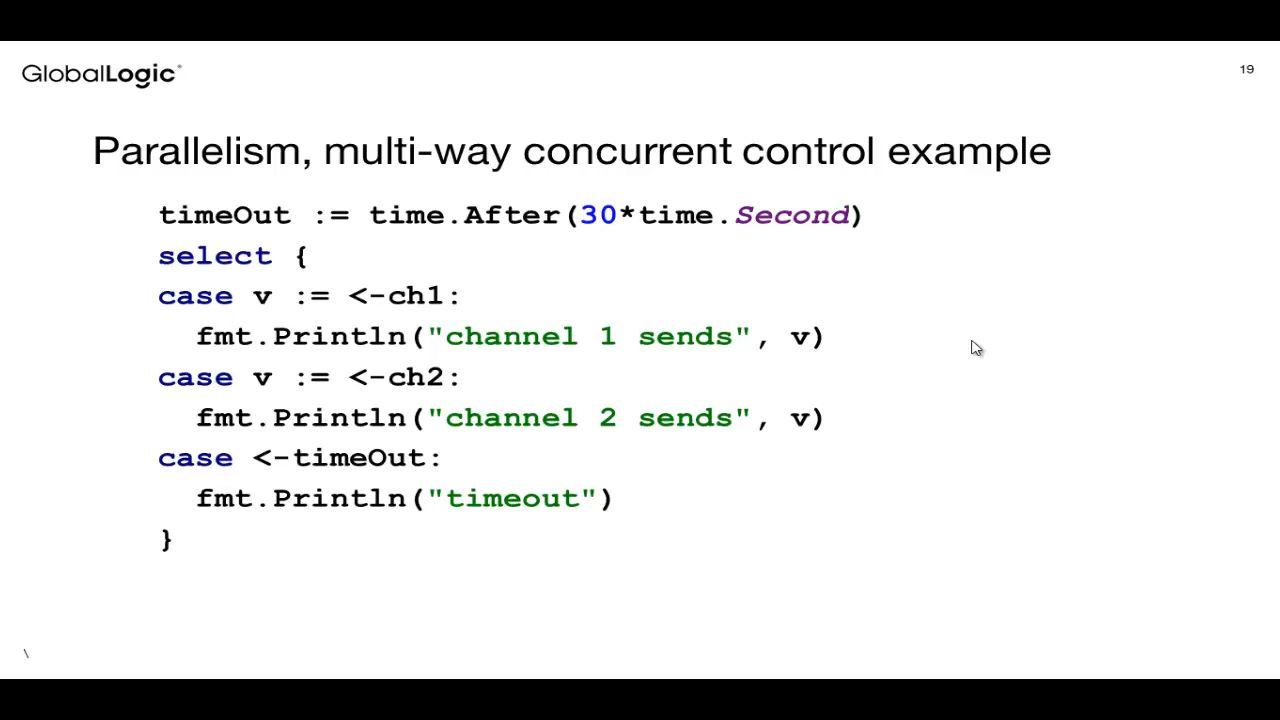 GlobalLogic
19
Parallelism, multi-way concurrent control example
timeOut := time.After(30*time.Second)
select {
case v := <-ch1:
  fmt.Println("channel 1 sends", v)
case v := <-ch2:
  fmt.Println("channel 2 sends", v)
case <-timeOut:
  fmt.Println("timeout")
}
\